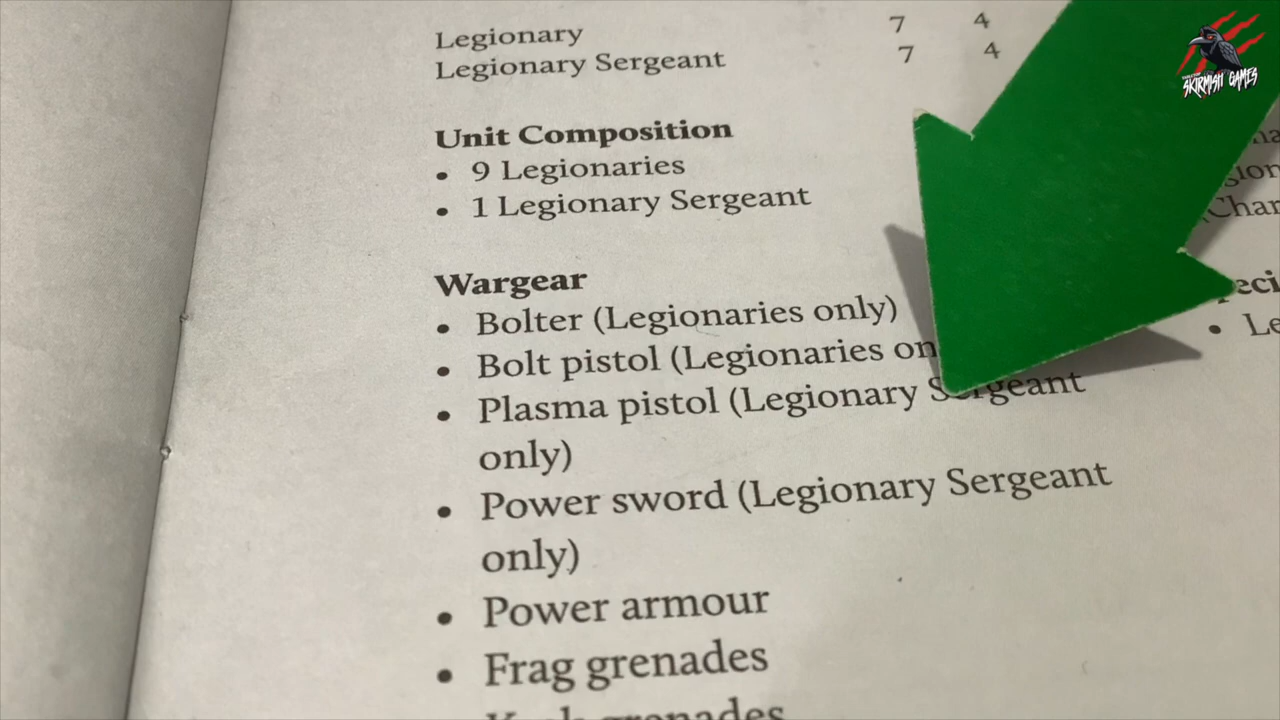 Legionary 7 4
Legionary Sergeant 7 4
SKIRMISH GAMES
Unit Composition
• 9 Legionaries
• 1 Legionary Sergeant
Wargear
• Bolter (Legionaries only)
• Bolt pistol (Legionaries on
• Plasma pistol (Legionary Sergeant
only)
• Power sword (Legionary Sergeant
only)
• Power armour
• Frag grenades
grenades
• Le